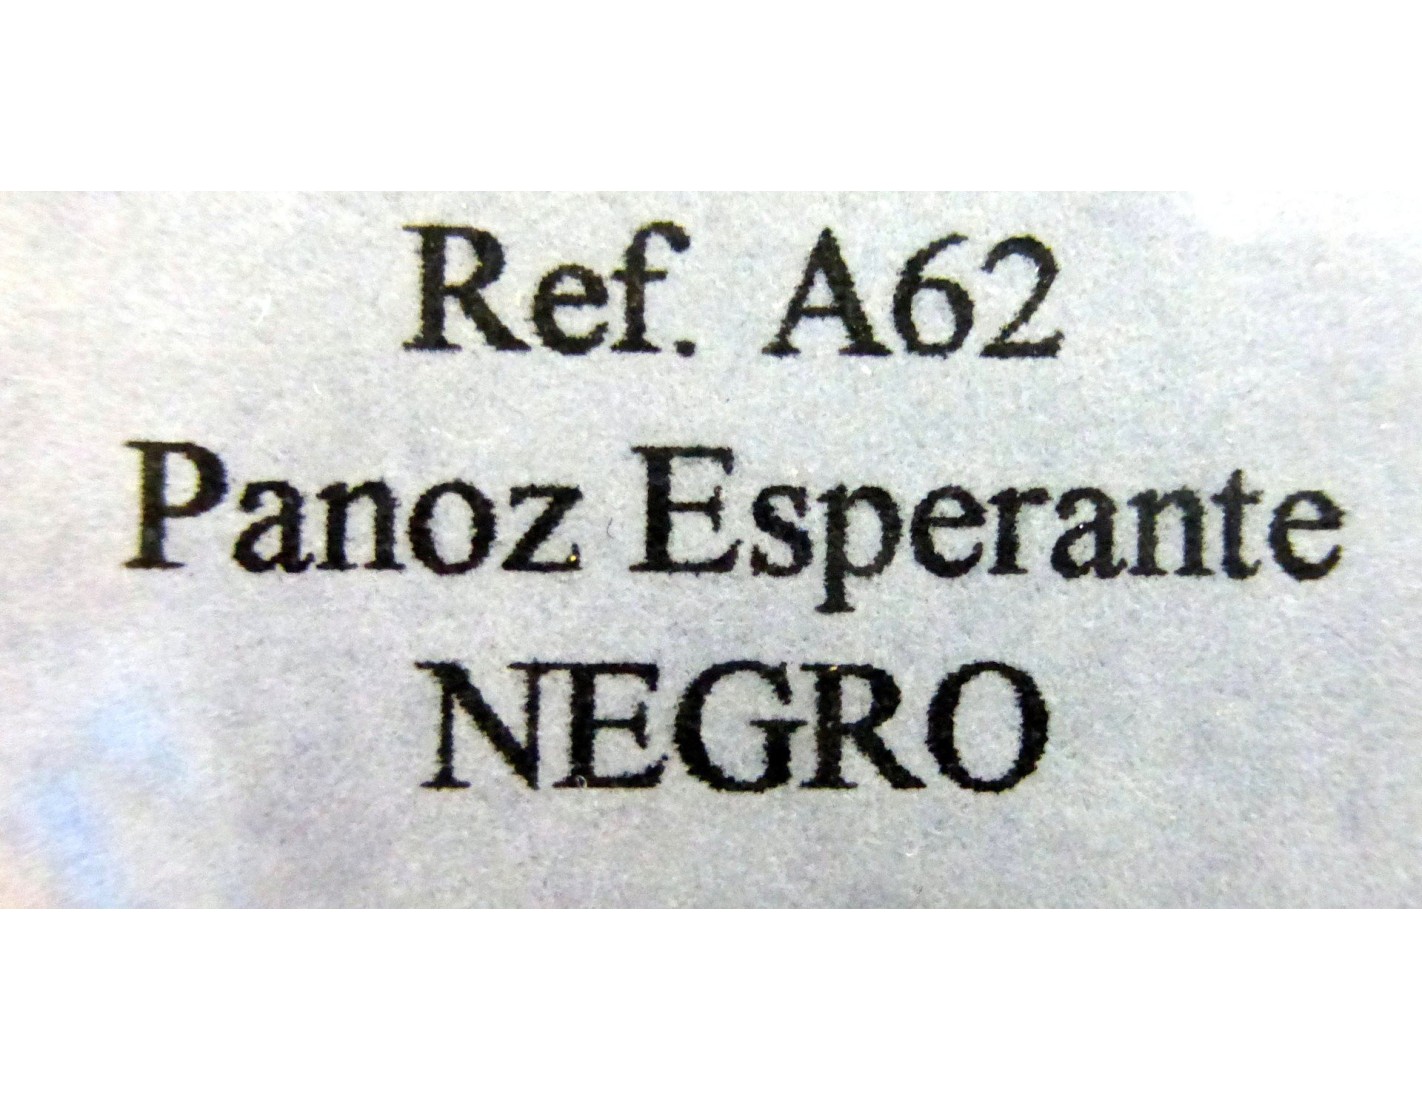 Ref. A62
Panoz Esperante
NEGRO